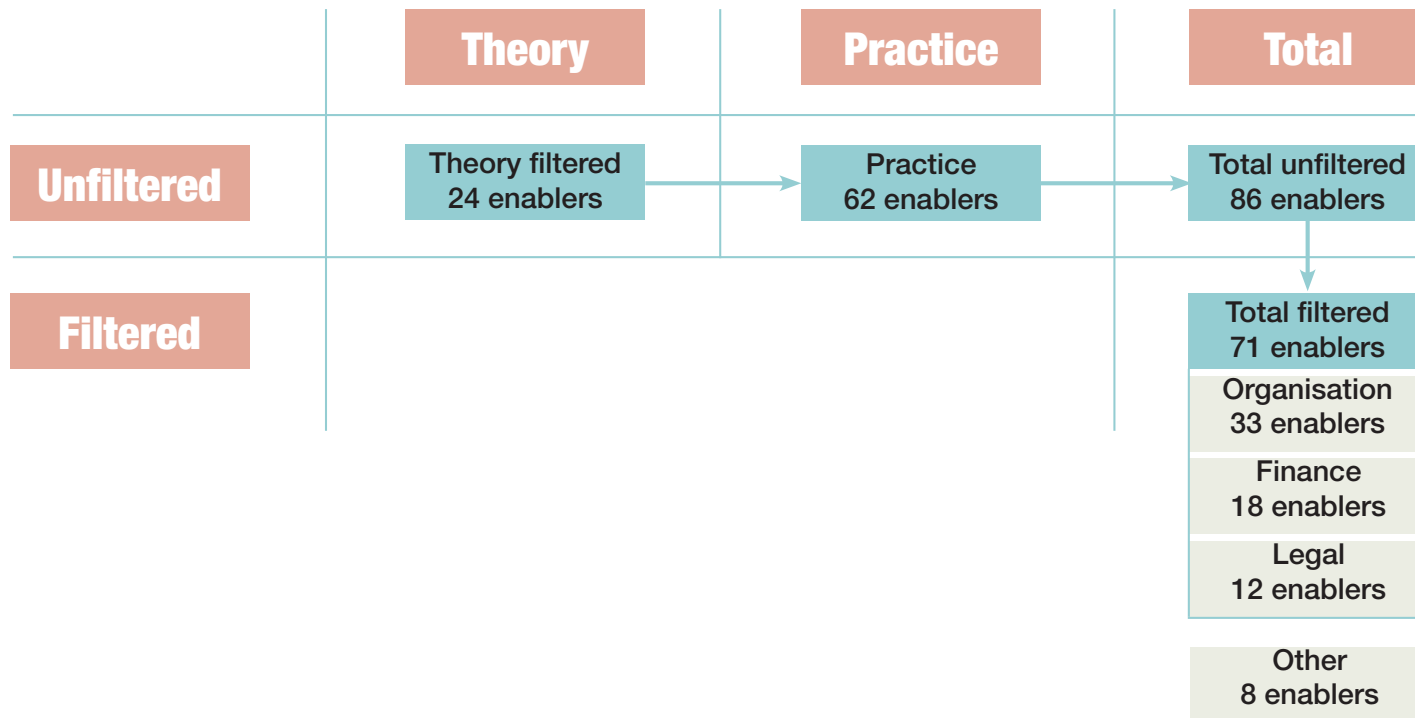 Theory
Practice
Total
Unfiltered
Theory filtered
24 enablers
Practice
62 enablers
Total unfiltered
86 enablers
Filtered
Total filtered
71 enablers
Organisation
33 enablers
Finance
18 enablers
Legal
12 enablers
Other
8 enablers